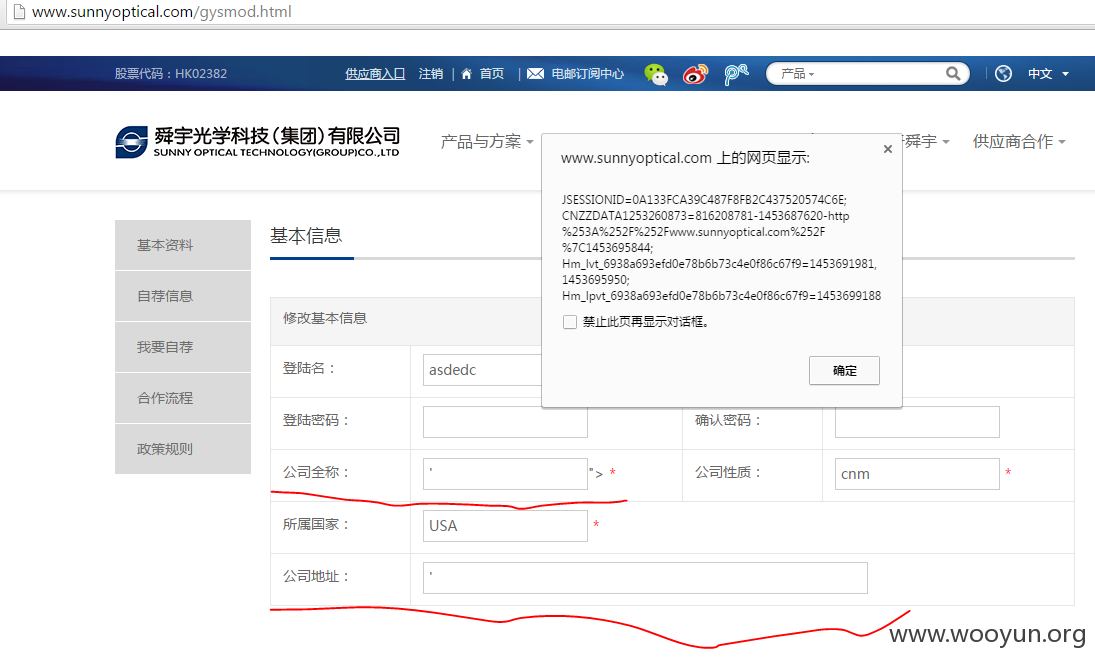 www.sunnyoptical.com/gysmod.html
股票代码：HK02382 供应商入口 注销 | 首页 | 电邮订阅中心 产品 中文
舜宇光学科技(集团)有限公司
SUNNY OPTICAL TECHNOLOGY(GROUP)CO.,LTD
产品与方案 舜宇 供应商合作
www.sunnyoptical.com 上的网页显示: ×
JSESSIONID=0A133FCA39C487F8FB2C437520574C6E;
CNZZDATA1253260873=816208781-1453687620-http
%253A%252F%252Fwww.sunnyoptical.com%252F
%7C1453695844;
Hm_lvt_6938a693efd0e78b6b73c4e0f86c67f9=1453691981,
1453695950;
Hm_lpvt_6938a693efd0e78b6b73c4e0f86c67f9=1453699188
禁止此页再显示对话框。
确定
基本资料
自荐信息
我要自荐
合作流程
政策规则
基本信息
修改基本信息
登陆名： asdedc
登陆密码： 确认密码：
公司全称： ' "> * 公司性质： cnm *
所属国家： USA *
公司地址： '
www.wooyun.org